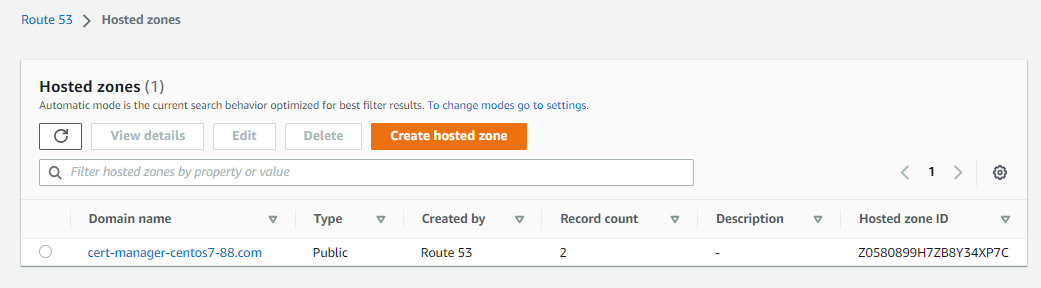 Route 53 > Hosted zones
Hosted zones (1)
Automatic mode is the current search behavior optimized for best filter results. To change modes go to settings.
View details Edit Delete Create hosted zone
Filter hosted zones by property or value 1
Domain name Type Created by Record count Description Hosted zone ID
cert-manager-centos7-88.com Public Route 53 2 - Z0580899H7ZB8Y34XP7C